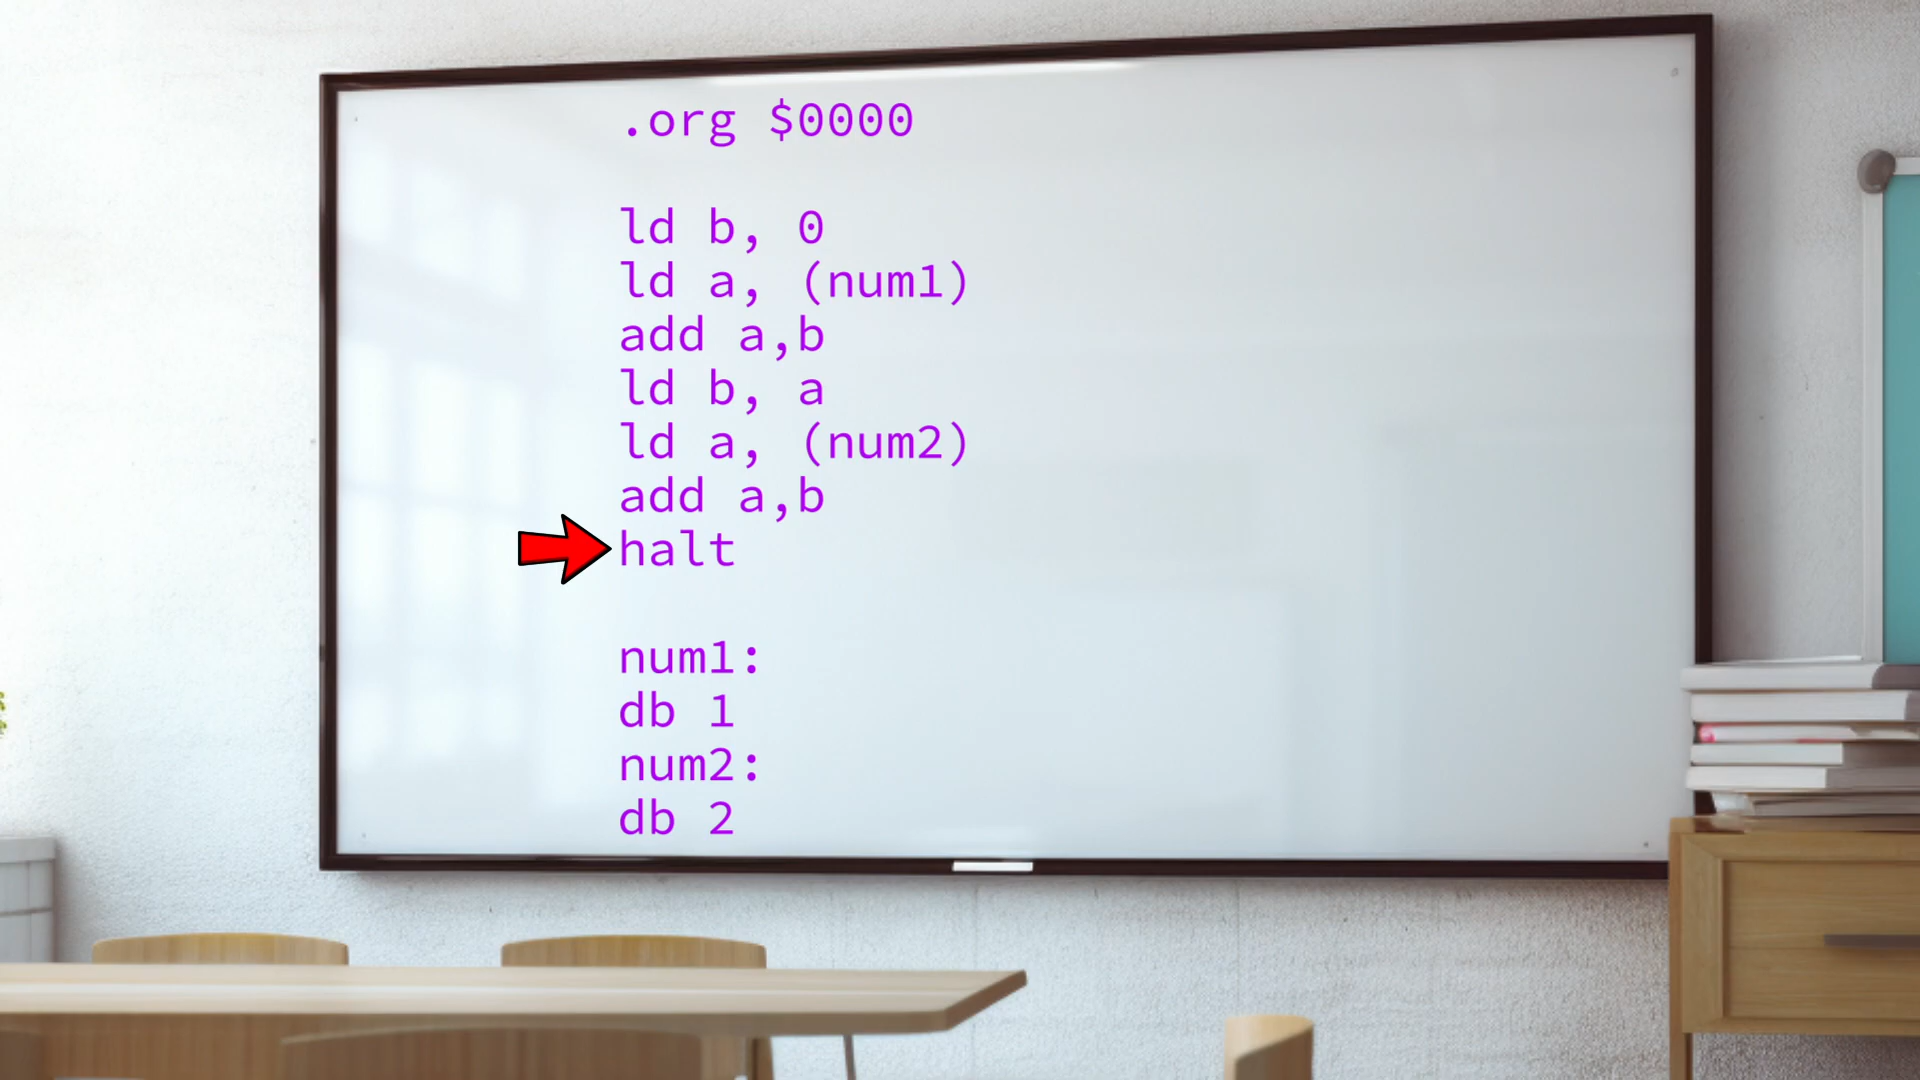 .org $0000
ld b, 0
ld a, (num1)
add a,b
ld b, a
ld a, (num2)
add a,b
halt
num1:
db 1
num2:
db 2